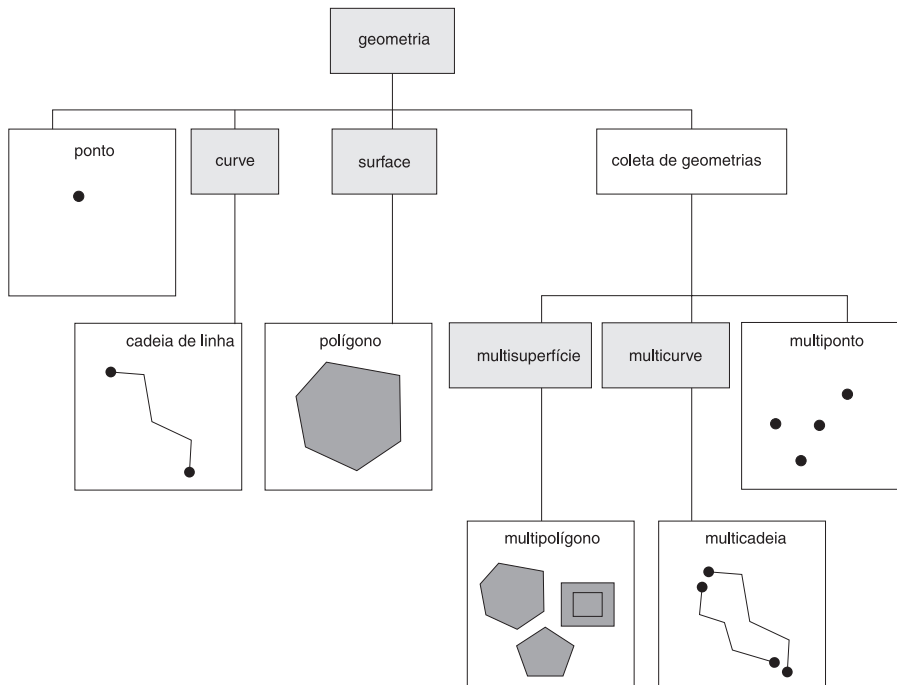 geometria
ponto
curve
surface
coleta de geometrias
cadeia de linha
polígono
multisuperfície
multicurve
multiponto
multipolígono
multicadeia